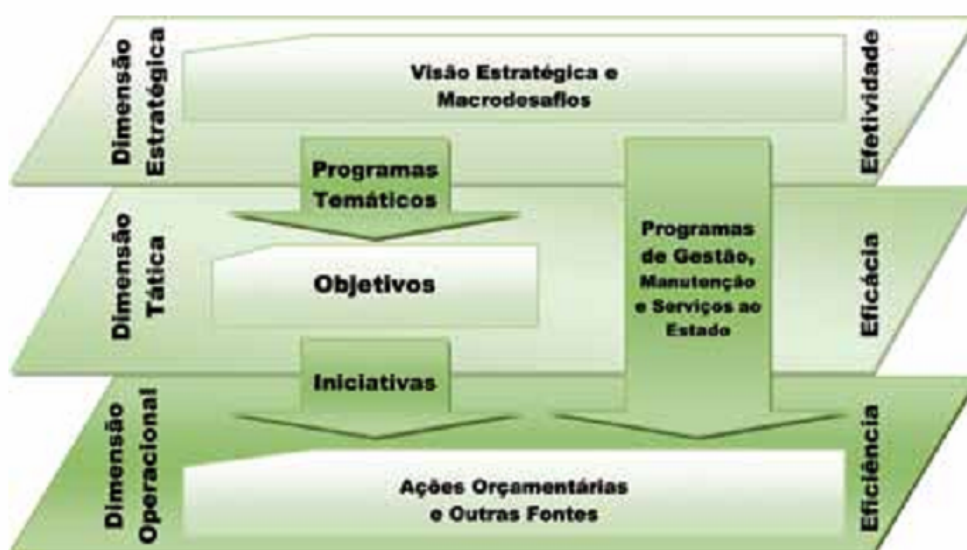 Dimensão
Estratégica
Visão Estratégica e
Macrodesafios
Efetividade
Programas
Temáticos
Dimensão
Tática
Objetivos
Programas
de Gestão,
Manutenção
e Serviços ao
Estado
Eficácia
Iniciativas
Dimensão
Operacional
Ações Orçamentárias
e Outras Fontes
Eficiência